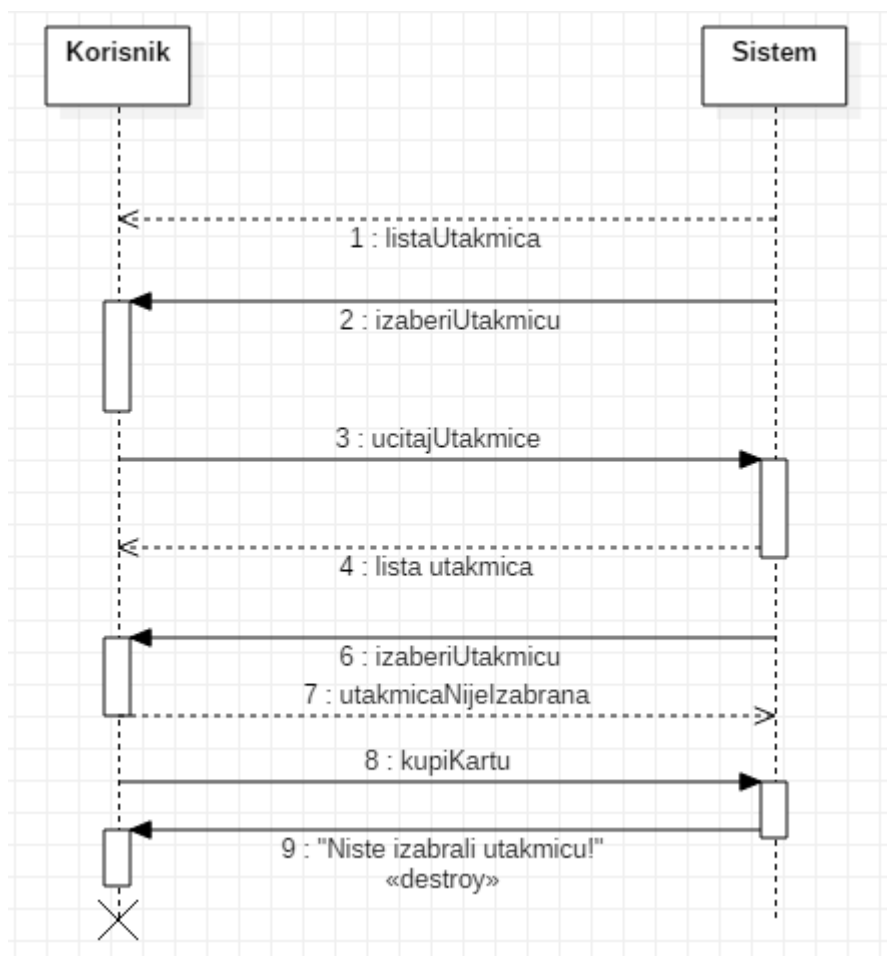 Korisnik
Sistem
1 : listaUtakmica
2 : izaberiUtakmicu
3 : ucitajUtakmice
4 : lista utakmica
6 : izaberiUtakmicu
7 : utakmicaNijeIzabrana
8 : kupiKartu
9 : "Niste izabrali utakmicu!"
«destroy»